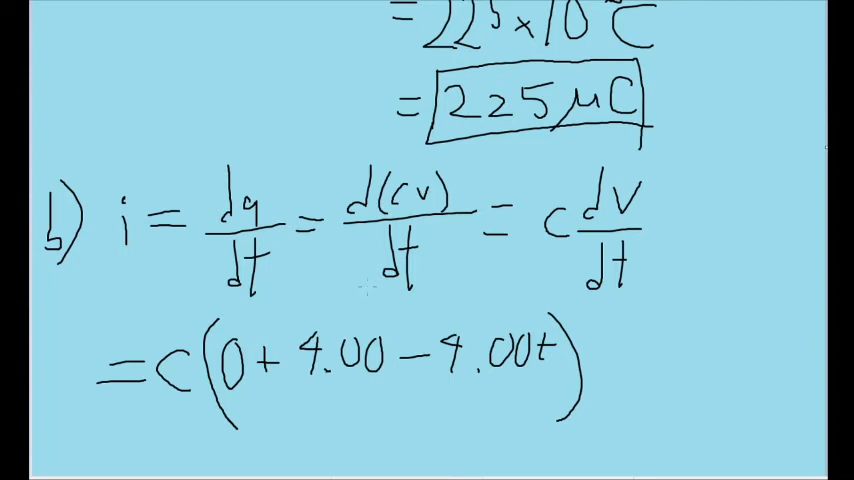 = 225 × 10 C
= 225 μC
b) i = dq/dt = d(cv)/dt = c dV/dt
= C(0 + 4.00 - 4.00t)